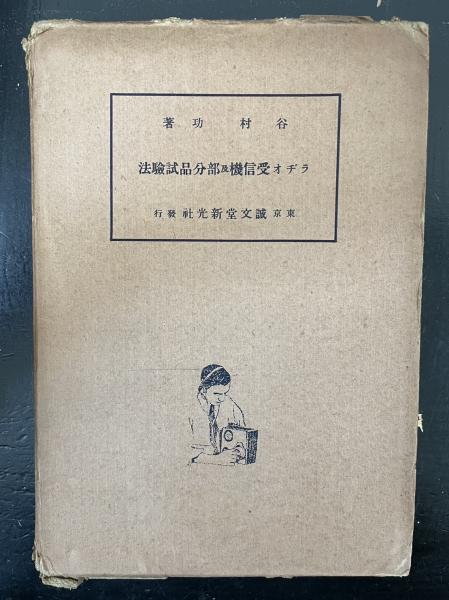 谷村功著
ラヂオ受信機及部分品試驗法
東京誠文堂新光社發行